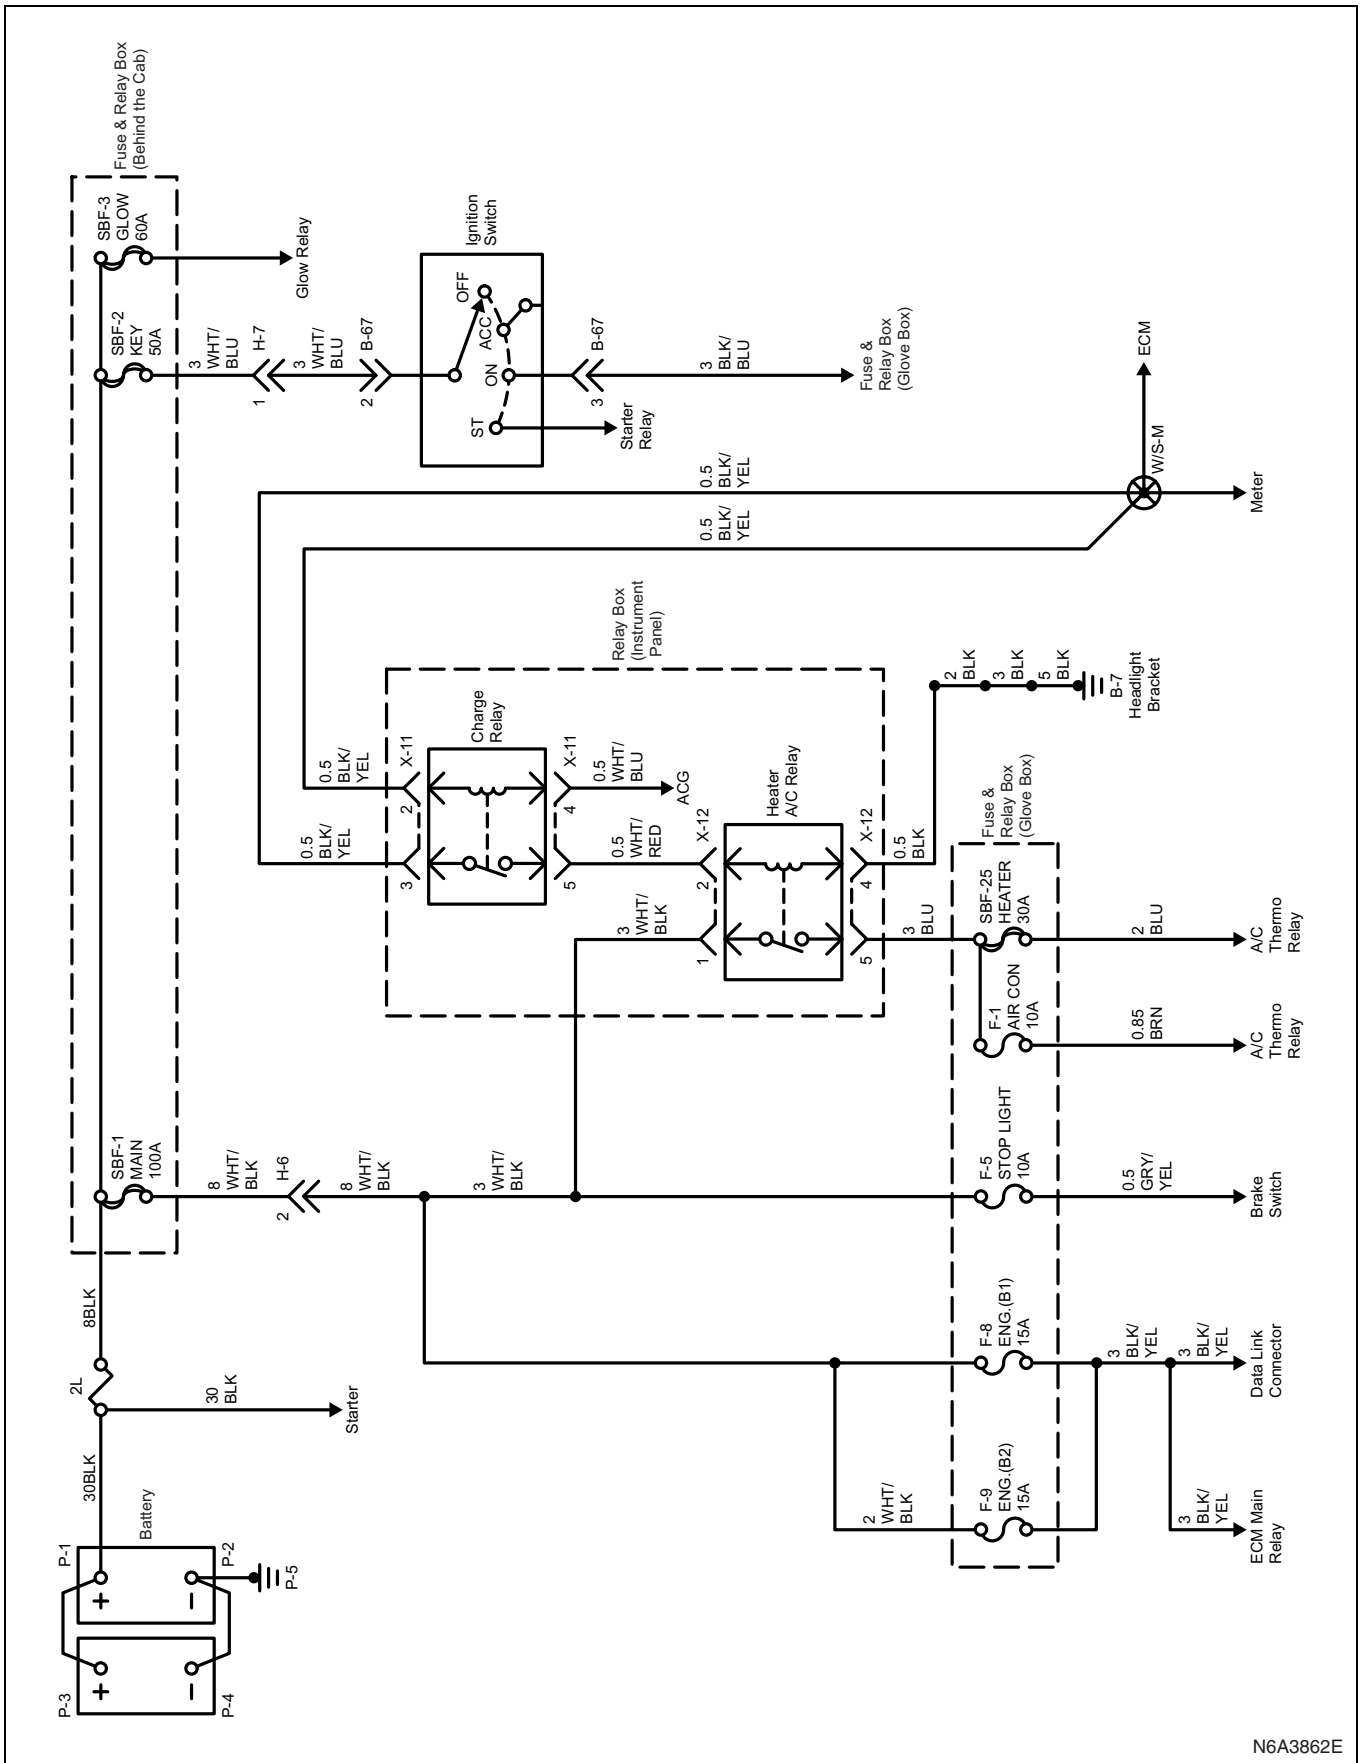 Fuse & Relay Box
(Behind the Cab)
SBF-3
GLOW
60A
Glow Relay
SBF-2
KEY
50A
3
WHT/
BLU
H-7
1
3
WHT/
BLU
B-67
2
Ignition
Switch
OFF
ACC
ON
ST
B-67
3
3
BLK/
BLU
Fuse &
Relay Box
(Glove Box)
Starter
Relay
ECM
W/S-M
Meter
0.5
BLK/
YEL
0.5
BLK/
YEL
Relay Box
(Instrument
Panel)
Charge
Relay
0.5
BLK/
YEL
X-11
2
0.5
BLK/
YEL
3
X-11
4
0.5
WHT/
BLU
ACG
5
0.5
WHT/
RED
X-12
2
Heater
A/C Relay
3
WHT/
BLK
1
X-12
4
0.5
BLK
5
3
BLU
2
BLK
3
BLK
5
BLK
B-7
Headlight
Bracket
Fuse &
Relay Box
(Glove Box)
SBF-25
HEATER
30A
2
BLU
A/C
Thermo
Relay
F-1
AIR CON
10A
0.85
BRN
A/C
Thermo
Relay
SBF-1
MAIN
100A
8
WHT/
BLK
H-6
2
8
WHT/
BLK
3
WHT/
BLK
F-5
STOP LIGHT
10A
0.5
GRY/
YEL
Brake
Switch
8BLK
2L
30
BLK
Starter
30BLK
F-8
ENG.(B1)
15A
3
BLK/
YEL
3
BLK/
YEL
Data Link
Connector
2
WHT/
BLK
F-9
ENG.(B2)
15A
3
BLK/
YEL
ECM Main
Relay
Battery
P-1
P-2
P-5
+
−
P-3
P-4
+
−
N6A3862E